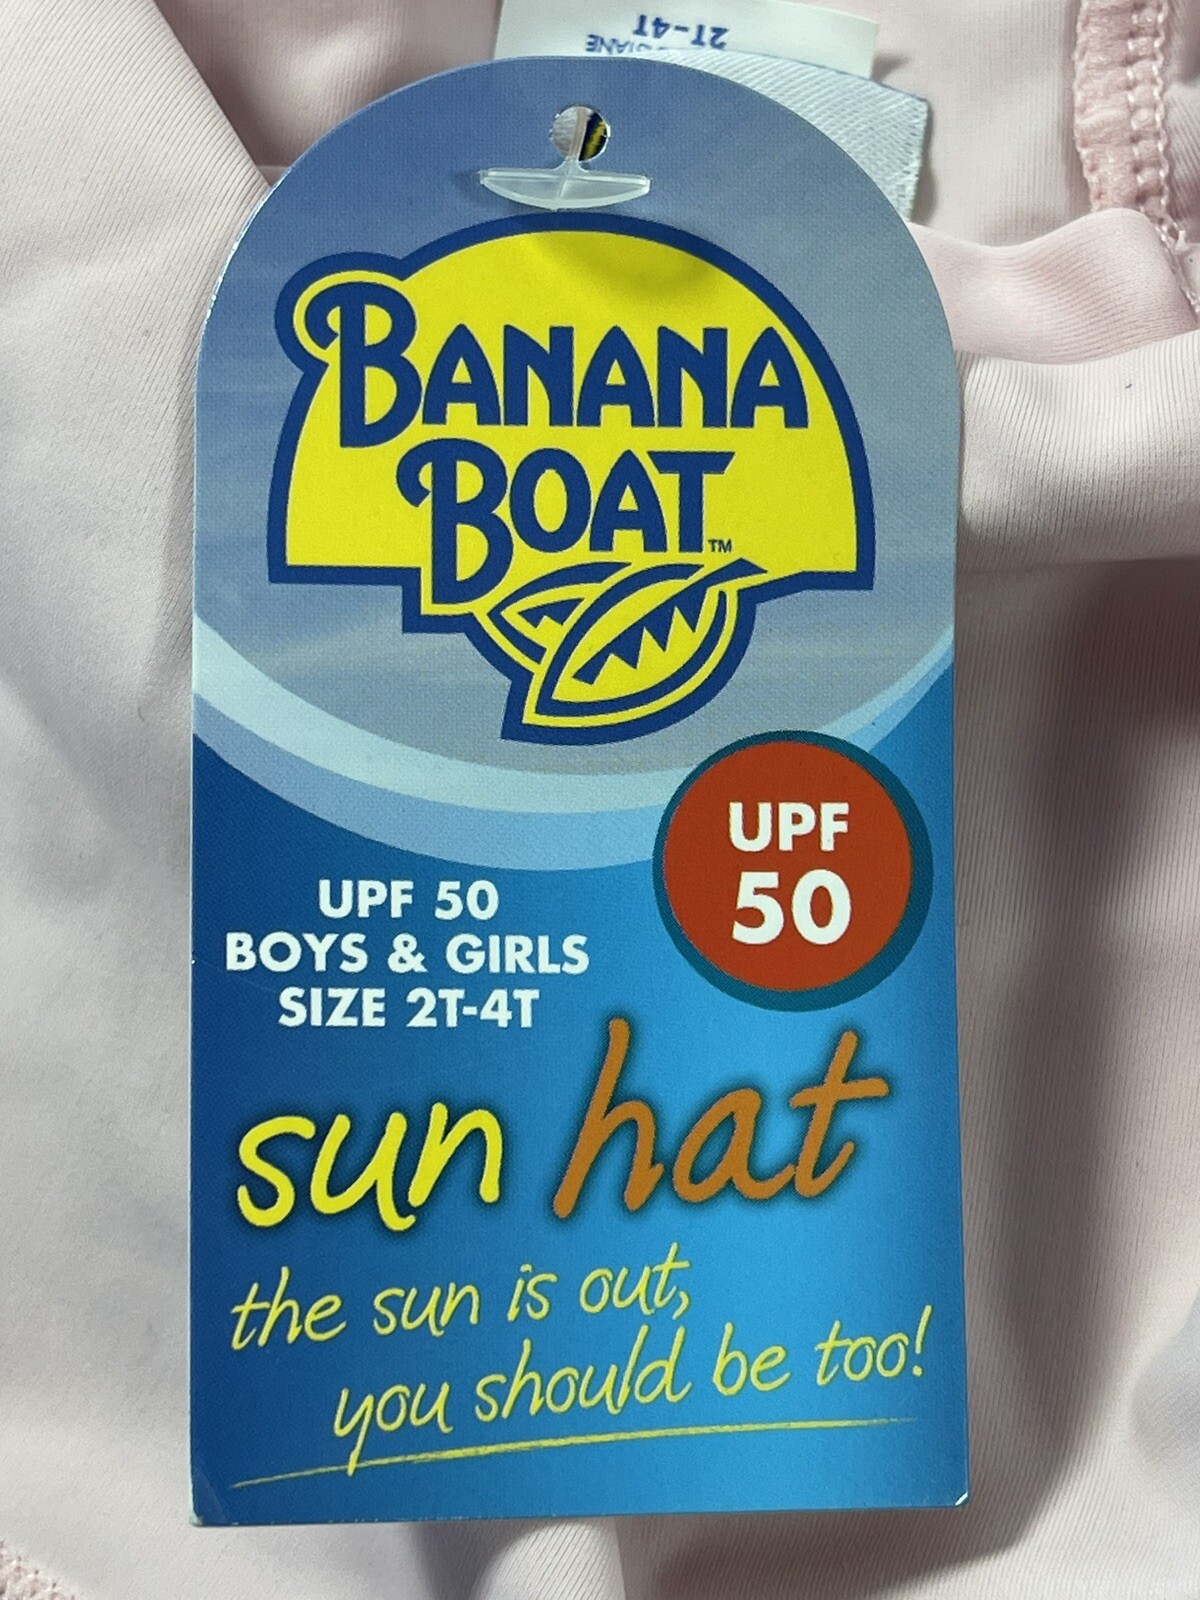 2T-4T
BANANA
BOAT™
UPF
50
UPF 50
BOYS & GIRLS
SIZE 2T-4T
sun hat
the sun is out,
you should be too!